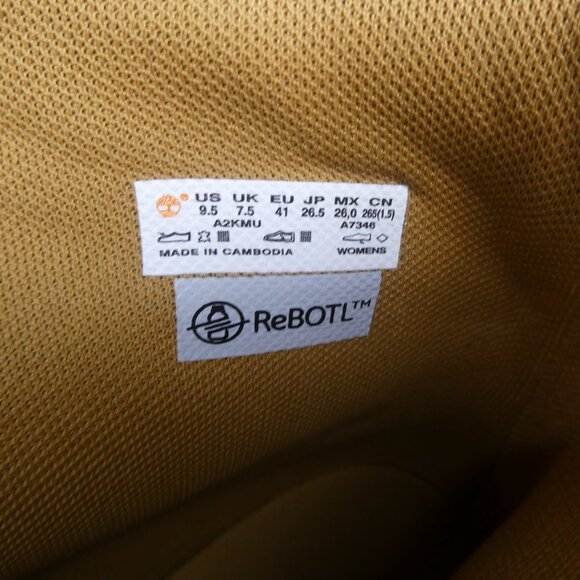 US UK EU JP MX CN
9.5 7.5 41 26.5 26,0 265(1.5)
A2KMU A7346
MADE IN CAMBODIA WOMENS
ReBOTL™